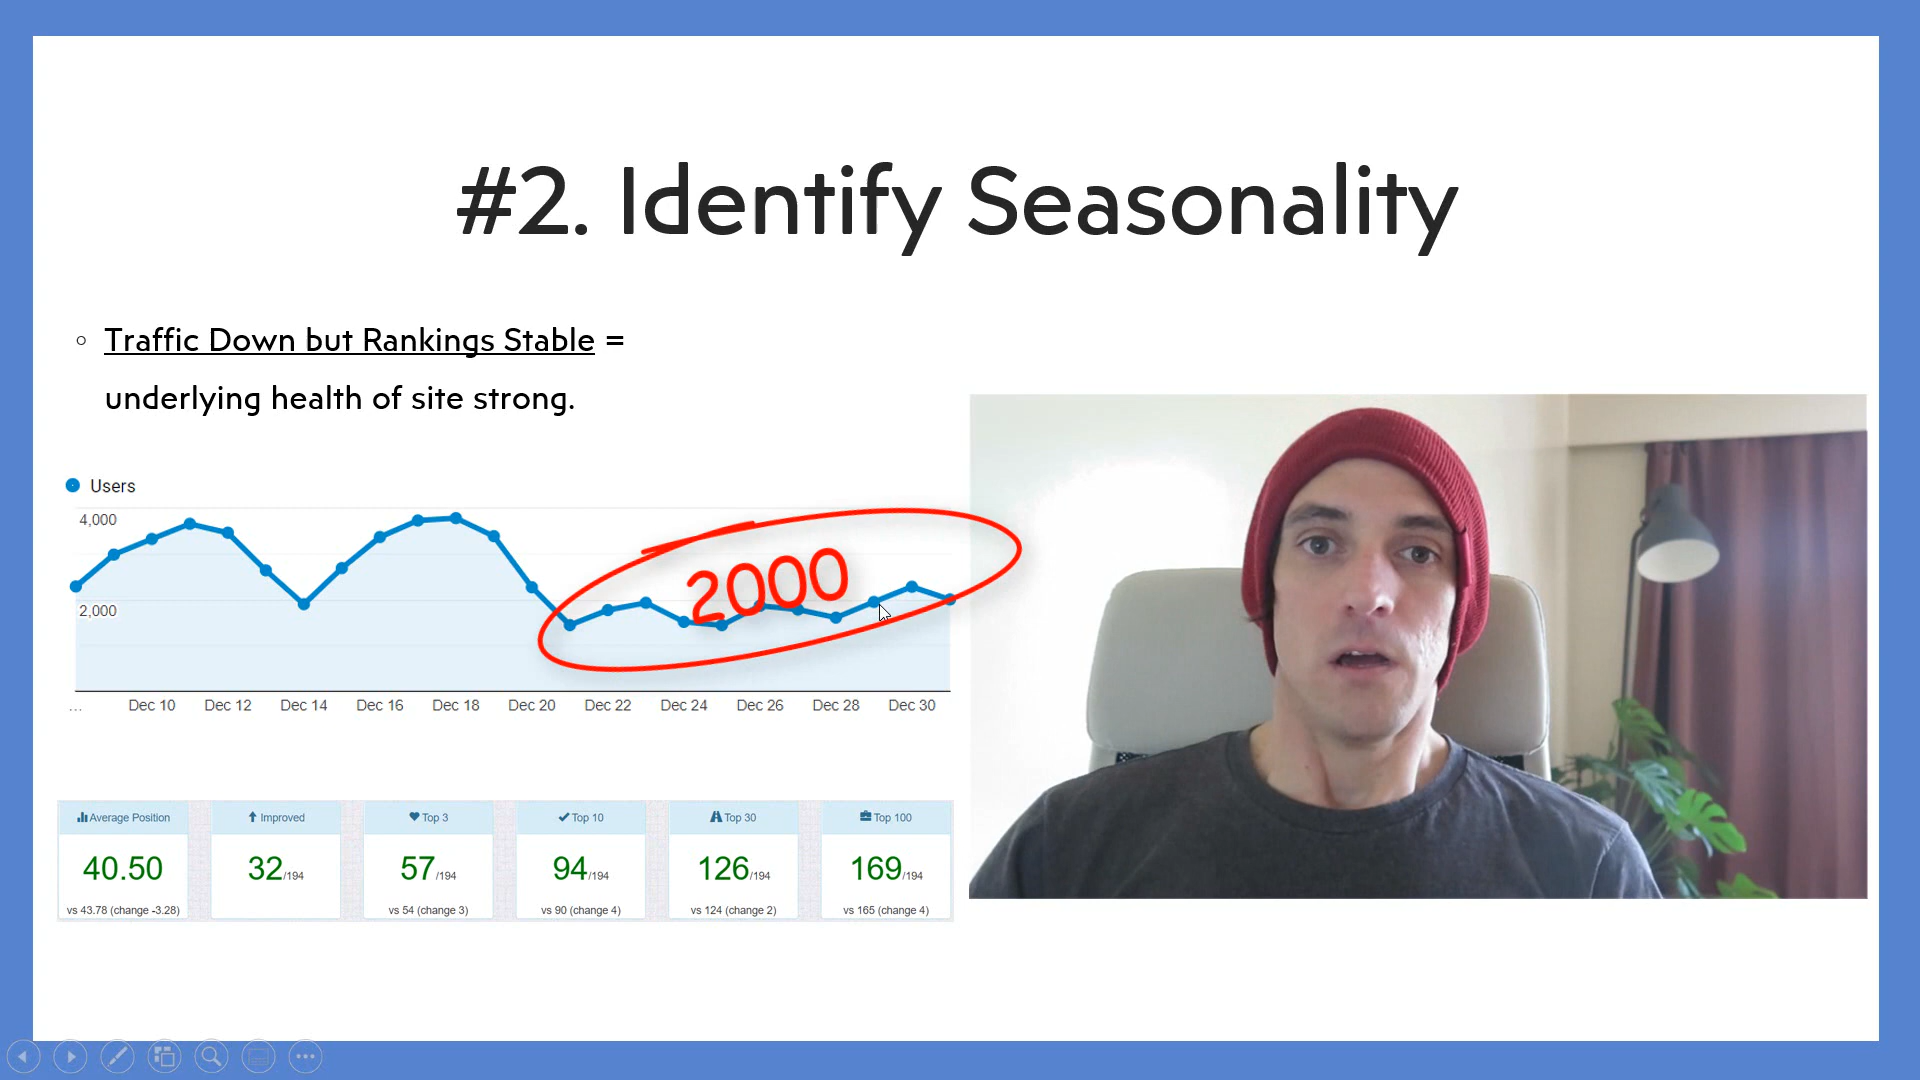 #2. Identify Seasonality
Traffic Down but Rankings Stable =
underlying health of site strong.
Users
4,000
2,000
2000
... Dec 10 Dec 12 Dec 14 Dec 16 Dec 18 Dec 20 Dec 22 Dec 24 Dec 26 Dec 28 Dec 30
Average Position Improved Top 3 Top 10 Top 30 Top 100
40.50 32/194 57/194 94/194 126/194 169/194
vs 43.78 (change -3.28) vs 54 (change 3) vs 90 (change 4) vs 124 (change 2) vs 165 (change 4)